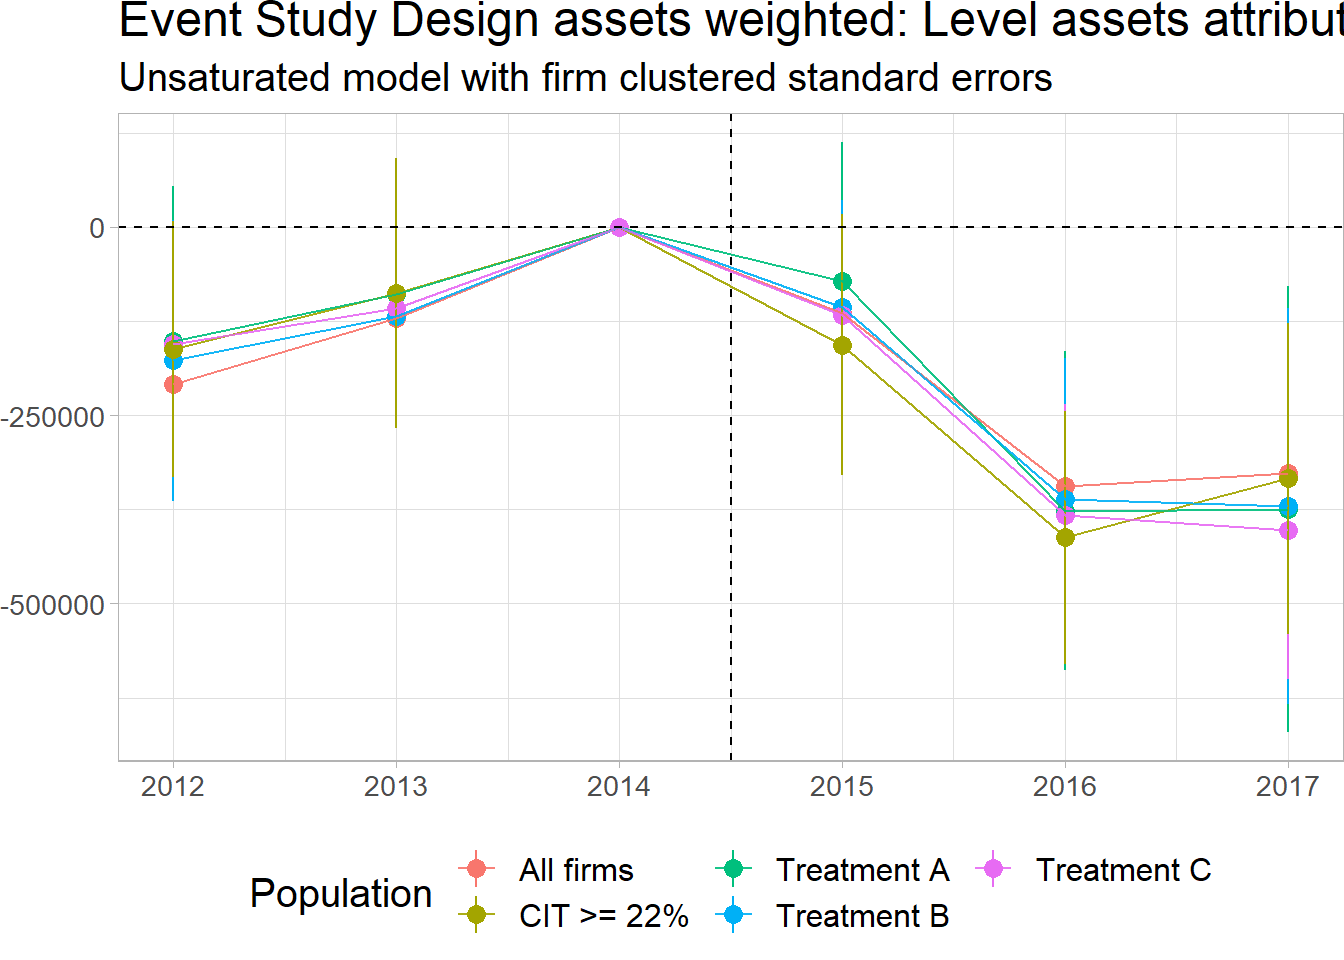 Event Study Design assets weighted: Level assets
Unsaturated model with firm clustered standard errors
0
-250000
-500000
2012 2013 2014 2015 2016 2017
Population
All firms Treatment A Treatment C
CIT >= 22% Treatment B